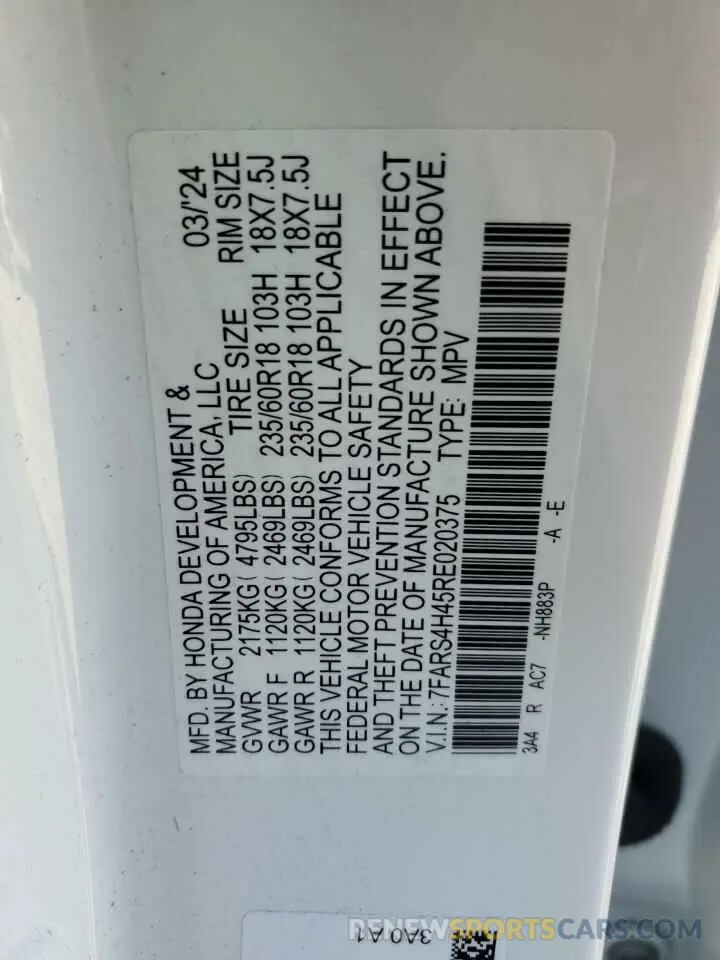 MFD. BY HONDA DEVELOPMENT & 03/'24
MANUFACTURING OF AMERICA, LLC
GVWR 2175KG( 4795LBS) TIRE SIZE RIM SIZE
GAWR F 1120KG( 2469LBS) 235/60R18 103H 18X7.5J
GAWR R 1120KG( 2469LBS) 235/60R18 103H 18X7.5J
THIS VEHICLE CONFORMS TO ALL APPLICABLE
FEDERAL MOTOR VEHICLE SAFETY
AND THEFT PREVENTION STANDARDS IN EFFECT
ON THE DATE OF MANUFACTURE SHOWN ABOVE.
V.I.N.: 7FARS4H45RE020375 TYPE: MPV
3A4 R AC7 -NH883P -A -E
3A0 A1
RENEWSPORTSCARS.COM